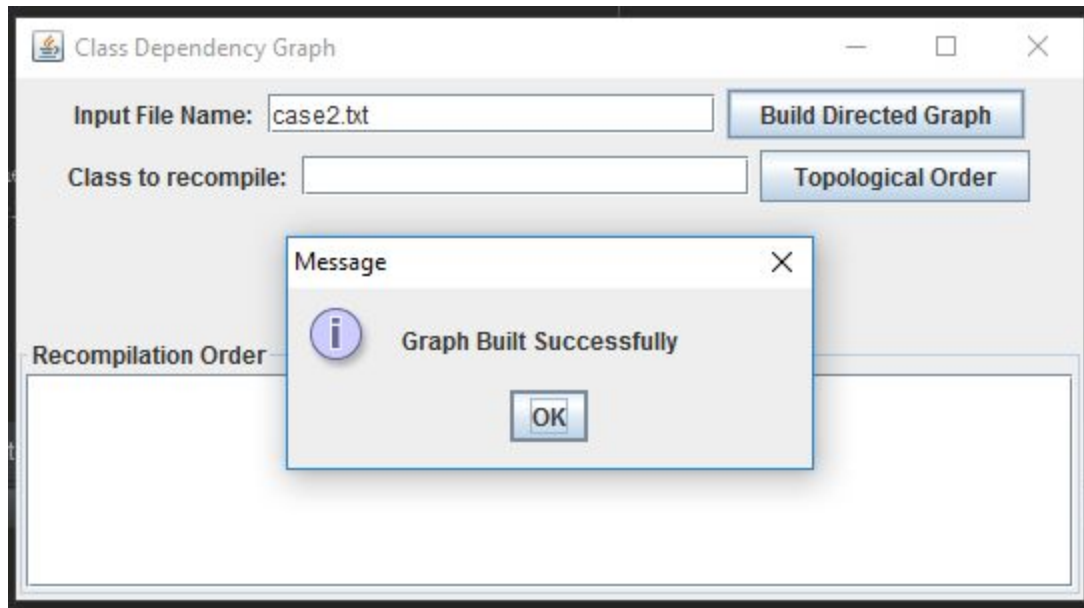 Class Dependency Graph
Input File Name: case2.txt Build Directed Graph
Class to recompile: Topological Order
Message
Graph Built Successfully
Recompilation Order
OK